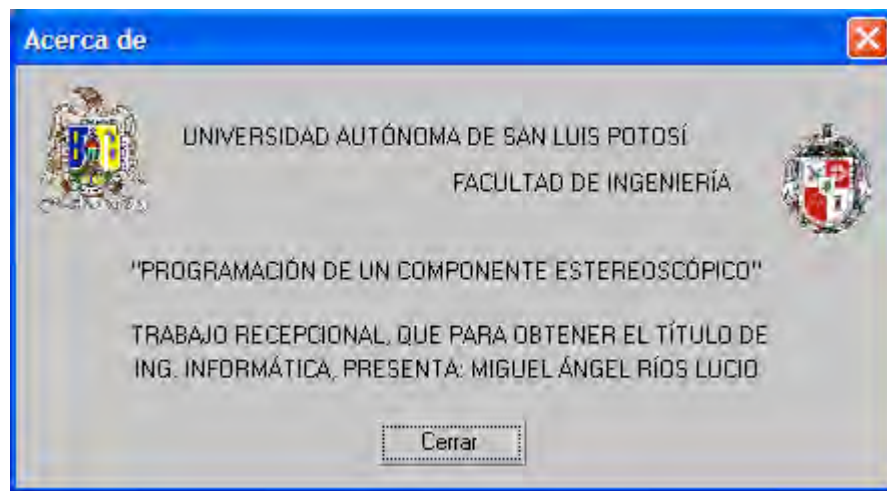 Acerca de
UNIVERSIDAD AUTÓNOMA DE SAN LUIS POTOSÍ
FACULTAD DE INGENIERÍA
"PROGRAMACIÓN DE UN COMPONENTE ESTEREOSCÓPICO"
TRABAJO RECEPCIONAL, QUE PARA OBTENER EL TÍTULO DE
ING. INFORMÁTICA, PRESENTA: MIGUEL ÁNGEL RÍOS LUCIO
Cerrar